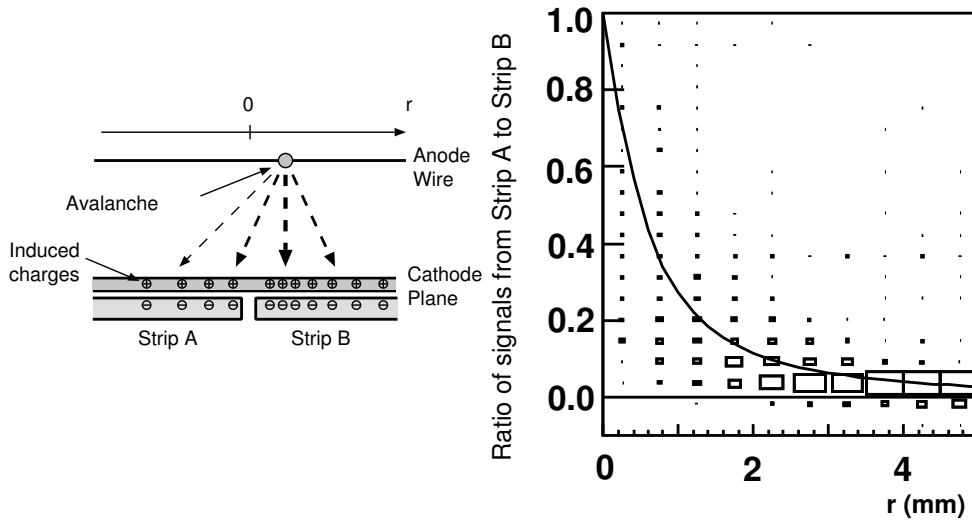 0
r
Anode
Wire
Avalanche
Induced
charges
Cathode
Plane
Strip A
Strip B
Ratio of signals from Strip A to Strip B
1.0
0.8
0.6
0.4
0.2
0.0
0
2
4
r (mm)